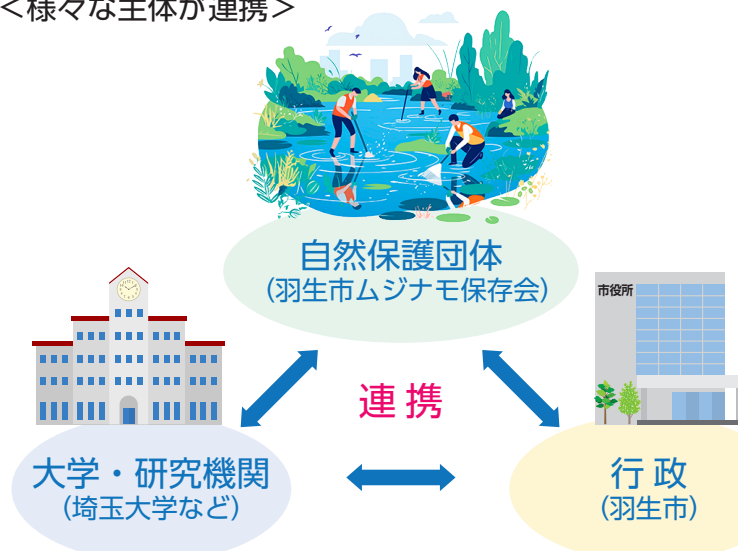 ＜様々な主体が連携＞
自然保護団体
（羽生市ムジナモ保存会）
市役所
連携
大学・研究機関
（埼玉大学など）
行政
（羽生市）